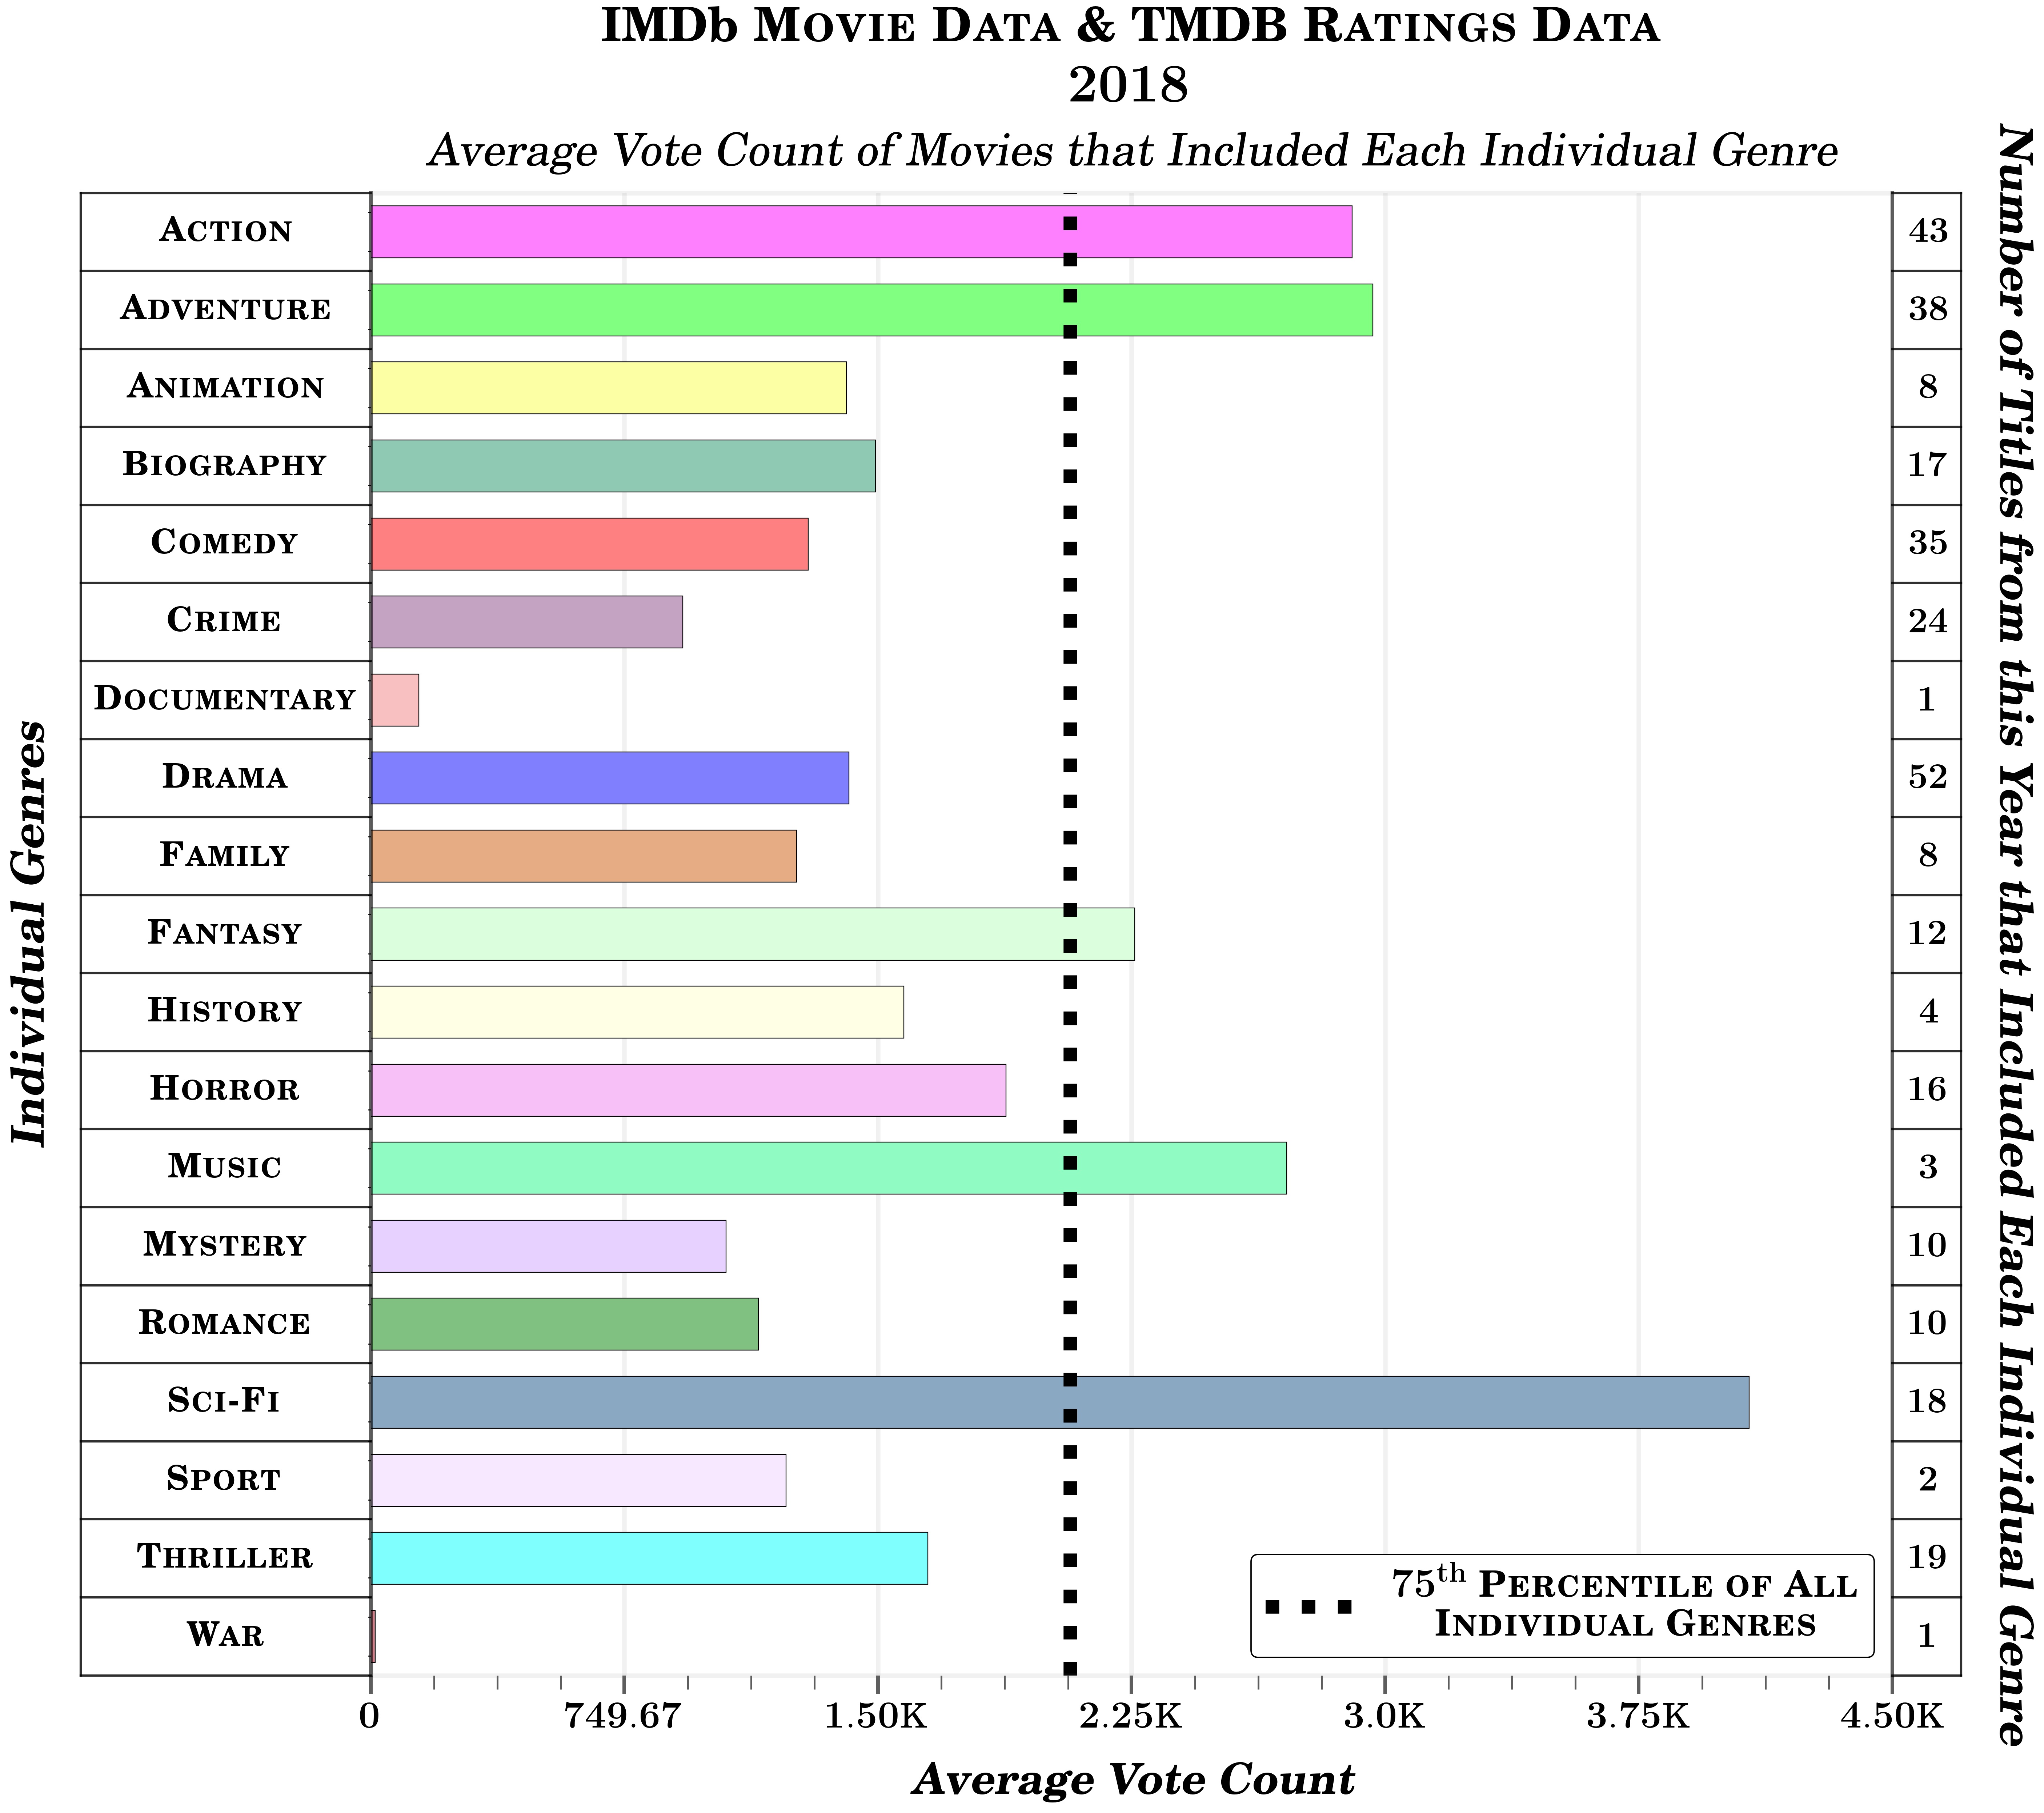 IMDb MOVIE DATA & TMDB RATINGS DATA
2018
Average Vote Count of Movies that Included Each Individual Genre
Individual Genres
ACTION 43
ADVENTURE 38
ANIMATION 8
BIOGRAPHY 17
COMEDY 35
CRIME 24
DOCUMENTARY 1
DRAMA 52
FAMILY 8
FANTASY 12
HISTORY 4
HORROR 16
MUSIC 3
MYSTERY 10
ROMANCE 10
SCI-FI 18
SPORT 2
THRILLER 19
WAR 1
75th PERCENTILE OF ALL
INDIVIDUAL GENRES
0 749.67 1.50K 2.25K 3.0K 3.75K 4.50K
Average Vote Count
Number of Titles from this Year that Included Each Individual Genre